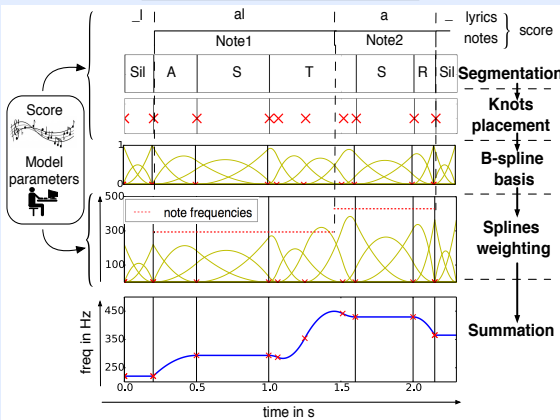 _l al a _ lyrics
Note1 Note2 notes score
Sil A S T S R Sil Segmentation
Knots
placement
Score
Model
parameters
1
0
B-spline
basis
500
300
100
note frequencies
Splines
weighting
freq in Hz
450
350
250
0.0 0.5 1.0 1.5 2.0
time in s
Summation